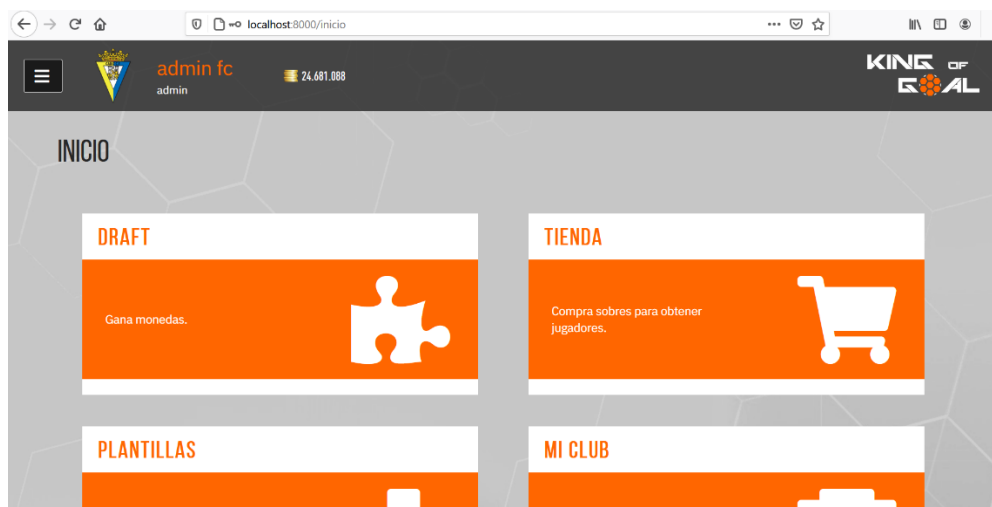 localhost:8000/inicio
admin fc
admin
24.681.088
KING OF
GOAL
INICIO
DRAFT
TIENDA
Gana monedas.
Compra sobres para obtener
jugadores.
PLANTILLAS
MI CLUB